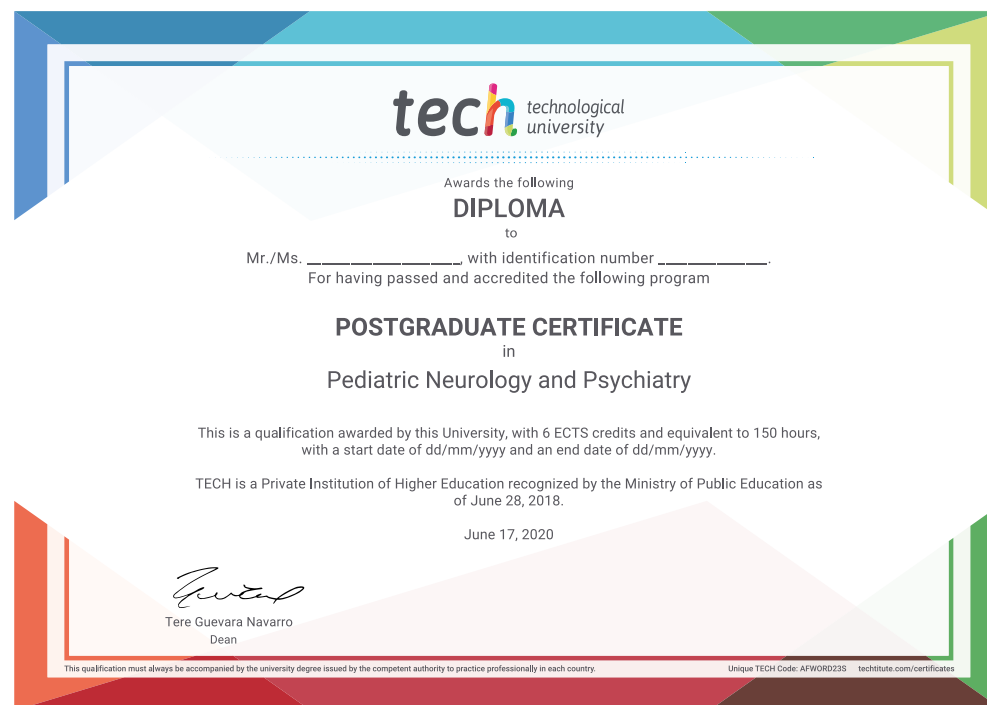 tech technological
university
Awards the following
DIPLOMA
to
Mr./Ms. ____________________, with identification number ______________.
For having passed and accredited the following program
POSTGRADUATE CERTIFICATE
in
Pediatric Neurology and Psychiatry
This is a qualification awarded by this University, with 6 ECTS credits and equivalent to 150 hours,
with a start date of dd/mm/yyyy and an end date of dd/mm/yyyy.
TECH is a Private Institution of Higher Education recognized by the Ministry of Public Education as
of June 28, 2018.
June 17, 2020
Tere Guevara Navarro
Dean
This qualification must always be accompanied by the university degree issued by the competent authority to practice professionally in each country.
Unique TECH Code: AFWORD23S techtitute.com/certificates